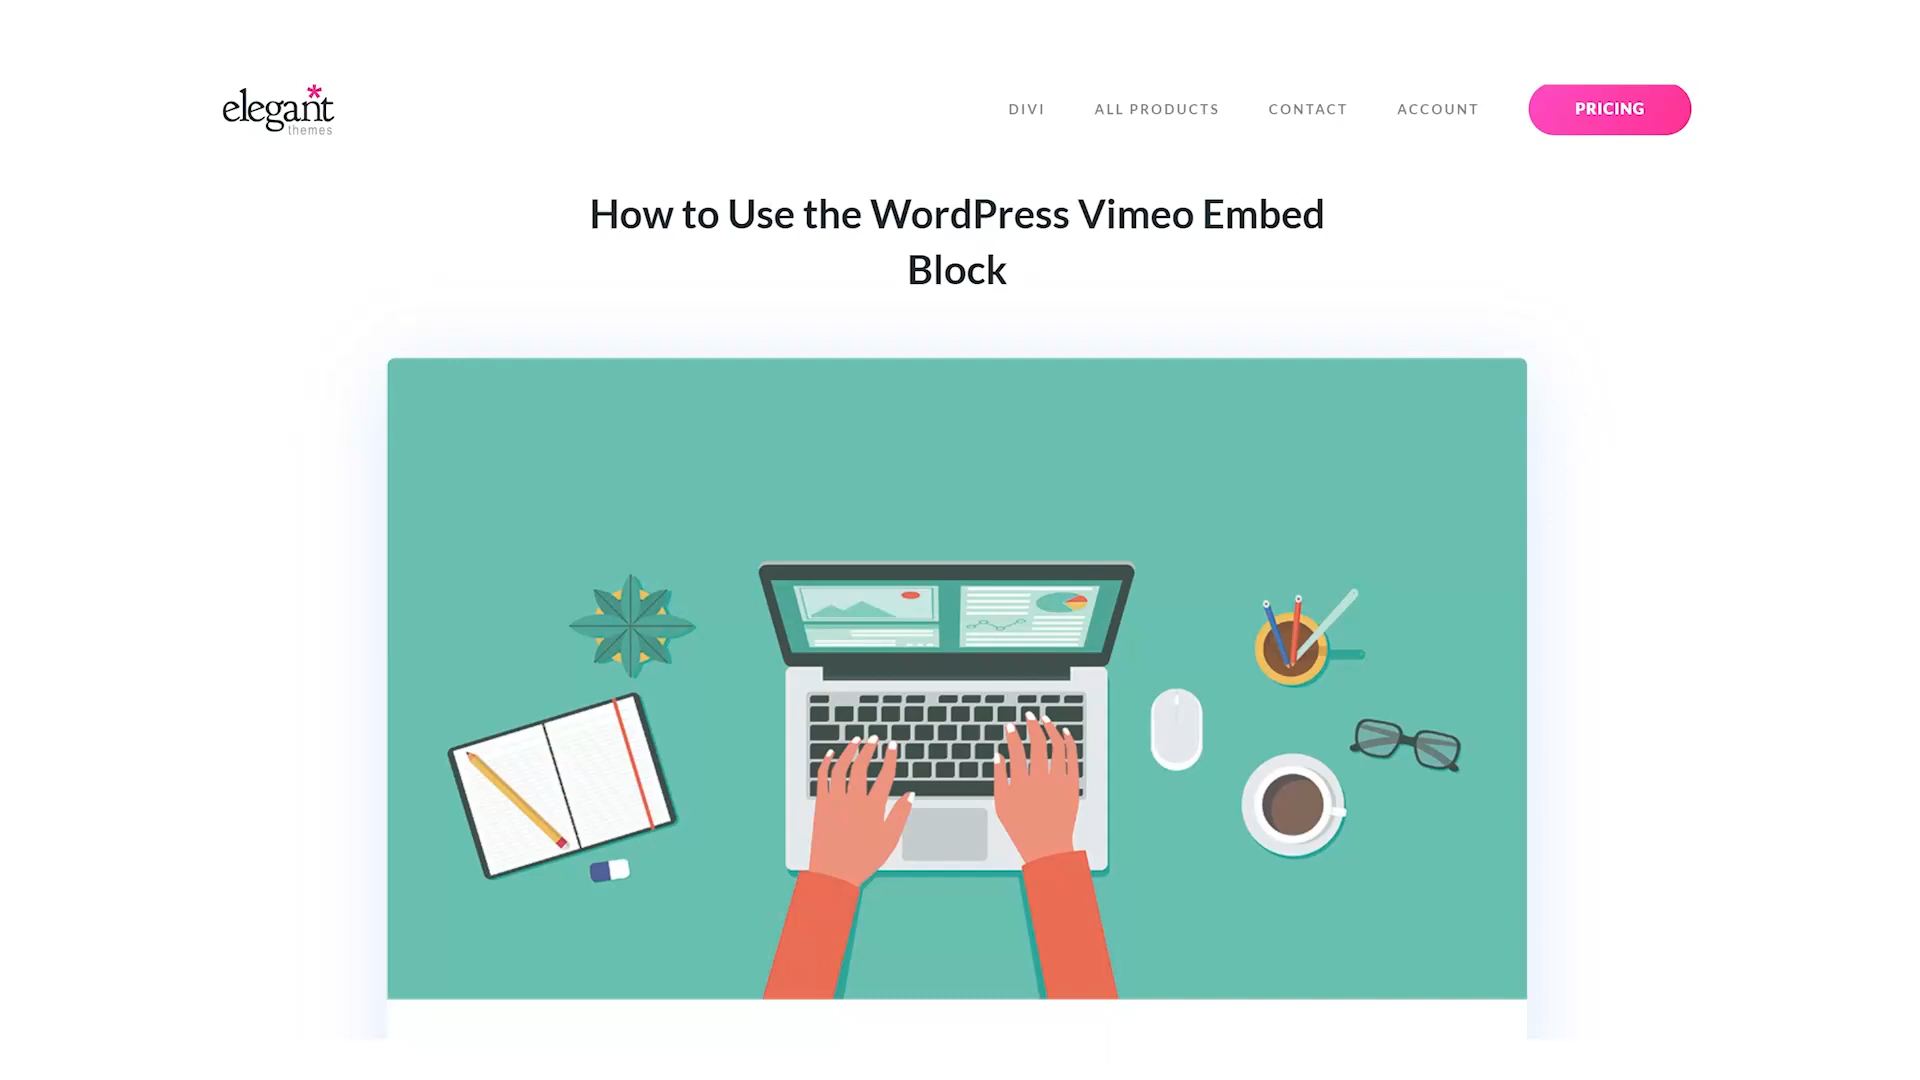 elegant
themes
DIVI
ALL PRODUCTS
CONTACT
ACCOUNT
PRICING
How to Use the WordPress Vimeo Embed
Block